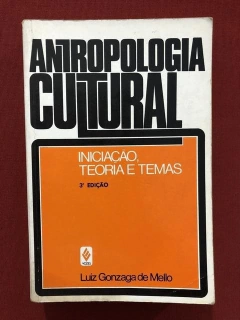 ANTROPOLOGIA
CULTURAL
INICIAÇÃO,
TEORIA E TEMAS
3ª EDIÇÃO
Luiz Gonzaga de Mello